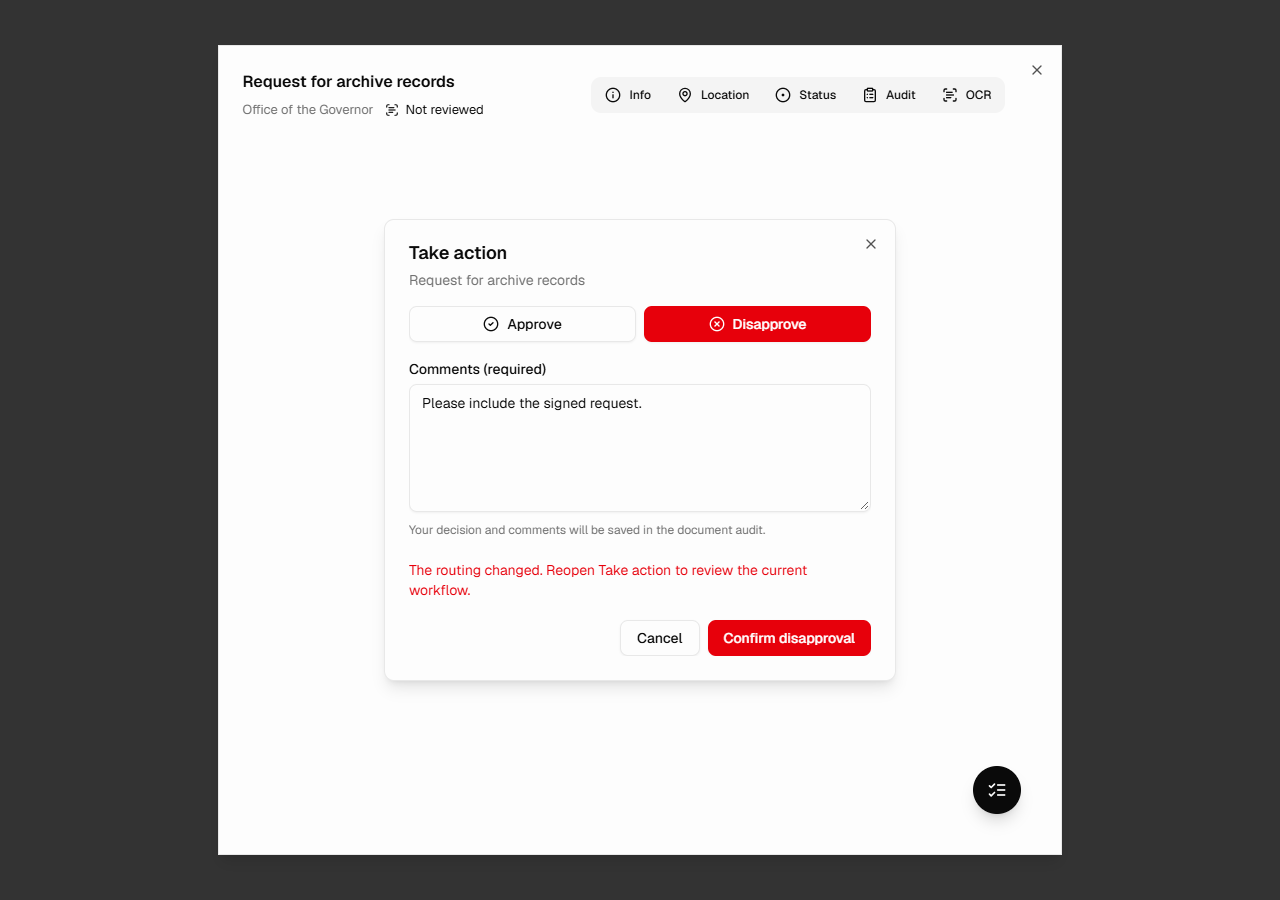 Request for archive records
Office of the Governor
Not reviewed
Info
Location
Status
Audit
OCR
Take action
Request for archive records
Approve
Disapprove
Comments (required)
Please include the signed request.
Your decision and comments will be saved in the document audit.
The routing changed. Reopen Take action to review the current
workflow.
Cancel
Confirm disapproval